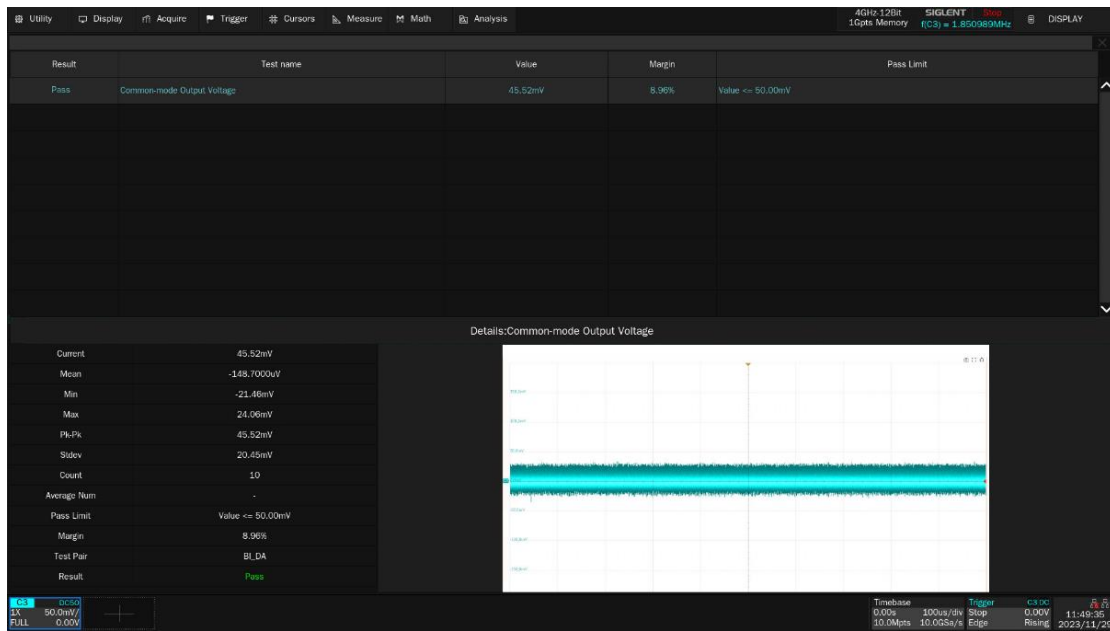 Utility Display Acquire Trigger Cursors Measure Math Analysis 4GHz-12Bit SIGLENT Stop DISPLAY
1Gpts Memory f(C3) = 1.850989MHz
Result Test name Value Margin Pass Limit
Pass Common-mode Output Voltage 45.52mV 8.96% Value <= 50.00mV
Details:Common-mode Output Voltage
Current 45.52mV
Mean -148.7000uV
Min -21.46mV
Max 24.06mV
Pk-Pk 45.52mV
Stdev 20.45mV
Count 10
Average Num -
Pass Limit Value <= 50.00mV
Margin 8.96%
Test Pair BI_DA
Result Pass
C3 DC50 Timebase Trigger C3 DC
1X 50.0mV/ 0.00s 100us/div Stop 0.00V 11:49:35
FULL 0.00V 10.0Mpts 10.0GSa/s Edge Rising 2023/11/29